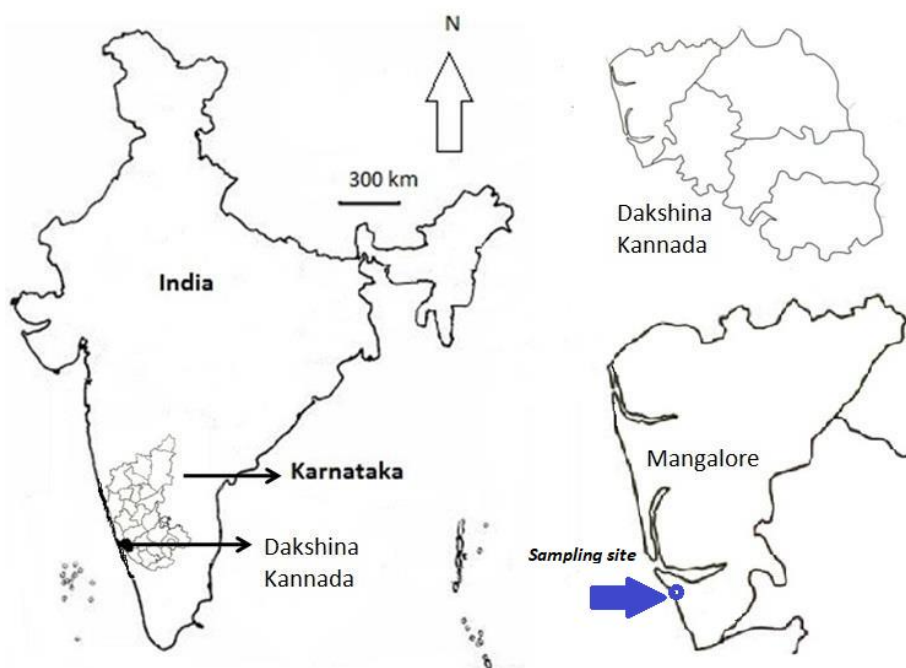 N
300 km
India
Karnataka
Dakshina
Kannada
Dakshina
Kannada
Mangalore
Sampling site